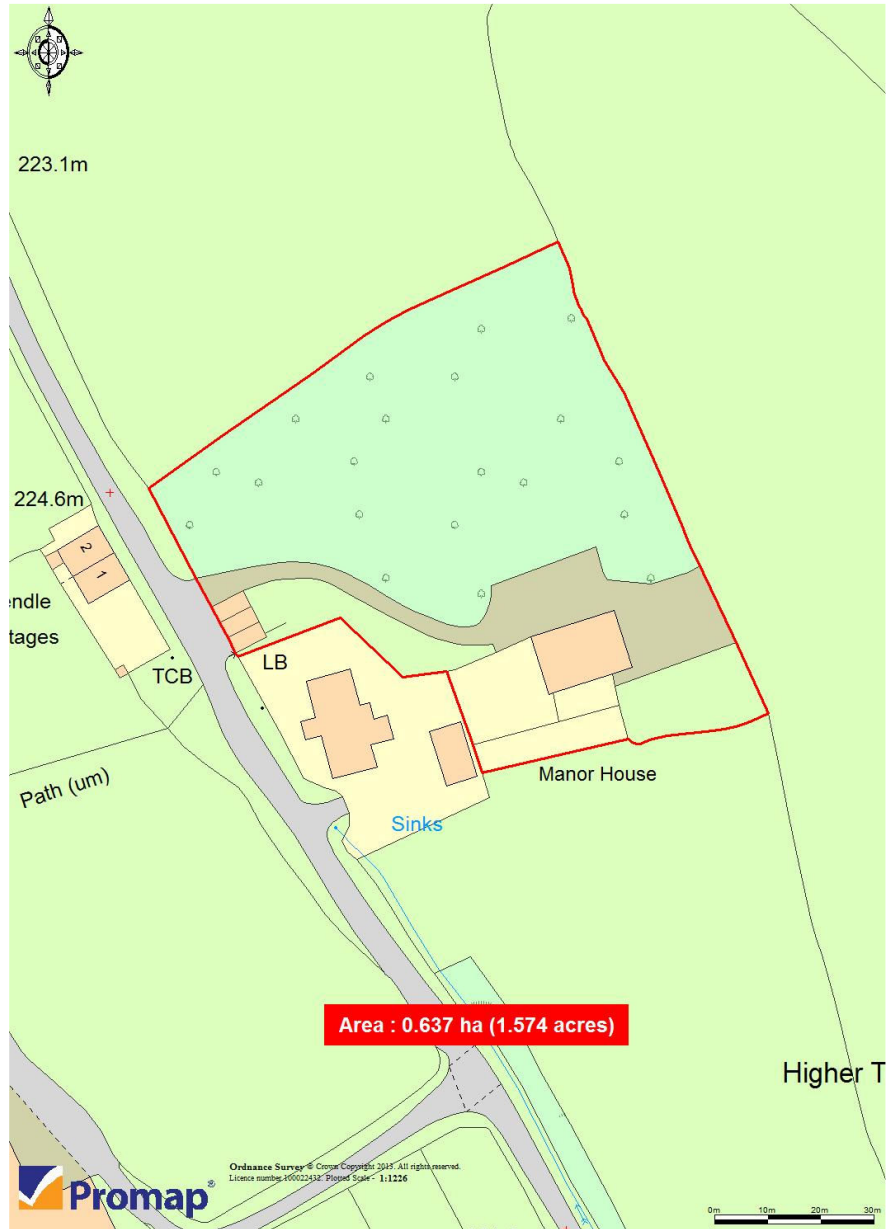 223.1m
224.6m
2
1
endle
tages
TCB
LB
Path (um)
Manor House
Sinks
Area : 0.637 ha (1.574 acres)
Higher T
Promap®
Ordnance Survey © Crown Copyright 2013. All rights reserved.
Licence number 100022432. Plotted Scale - 1:1226
0m 10m 20m 30m